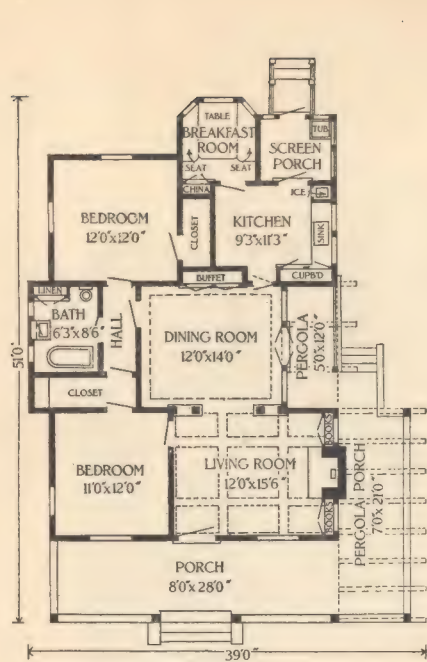 TABLE
BREAKFAST
ROOM
SEAT
SEAT
CHINA
SCREEN
PORCH
TUB
ICE
BEDROOM
12'0"x12'0"
CLOSET
KITCHEN
9'3"x11'3"
SINK
BUFFET
CUPB'D
LINEN
BATH
6'3"x8'6"
HALL
DINING ROOM
12'0"x14'0"
PERGOLA
5'0"x12'0"
51'0"
CLOSET
BEDROOM
11'0"x12'0"
LIVING ROOM
12'0"x15'6"
BOOKS
BOOKS
PERGOLA PORCH
7'0"x21'0"
PORCH
8'0"x28'0"
39'0"